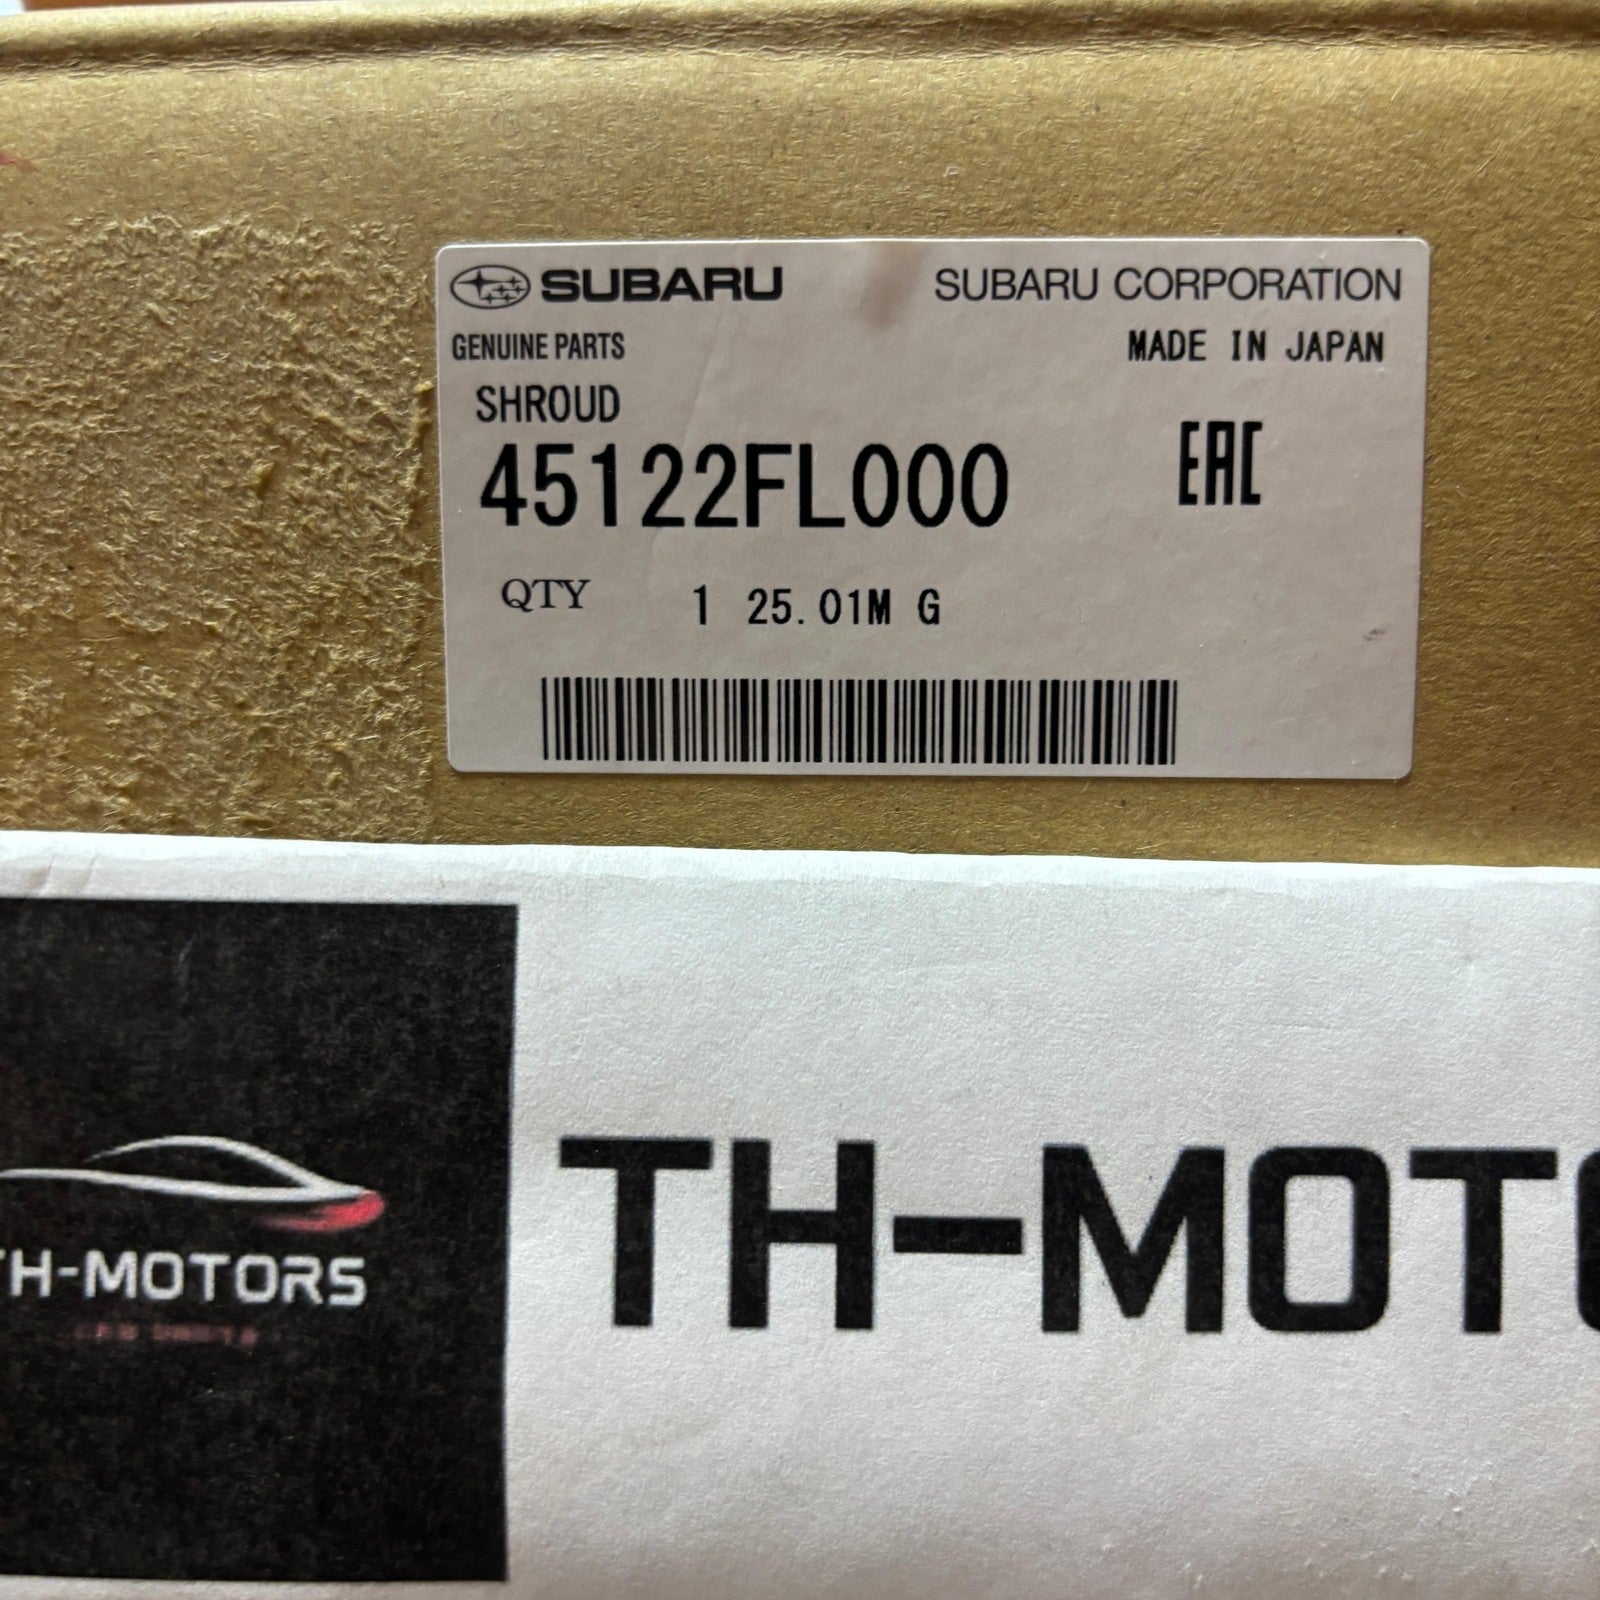 SUBARU SUBARU CORPORATION
GENUINE PARTS MADE IN JAPAN
SHROUD
45122FL000 EAC
QTY 1 25.01M G
TH-MOTO
TH-MOTORS